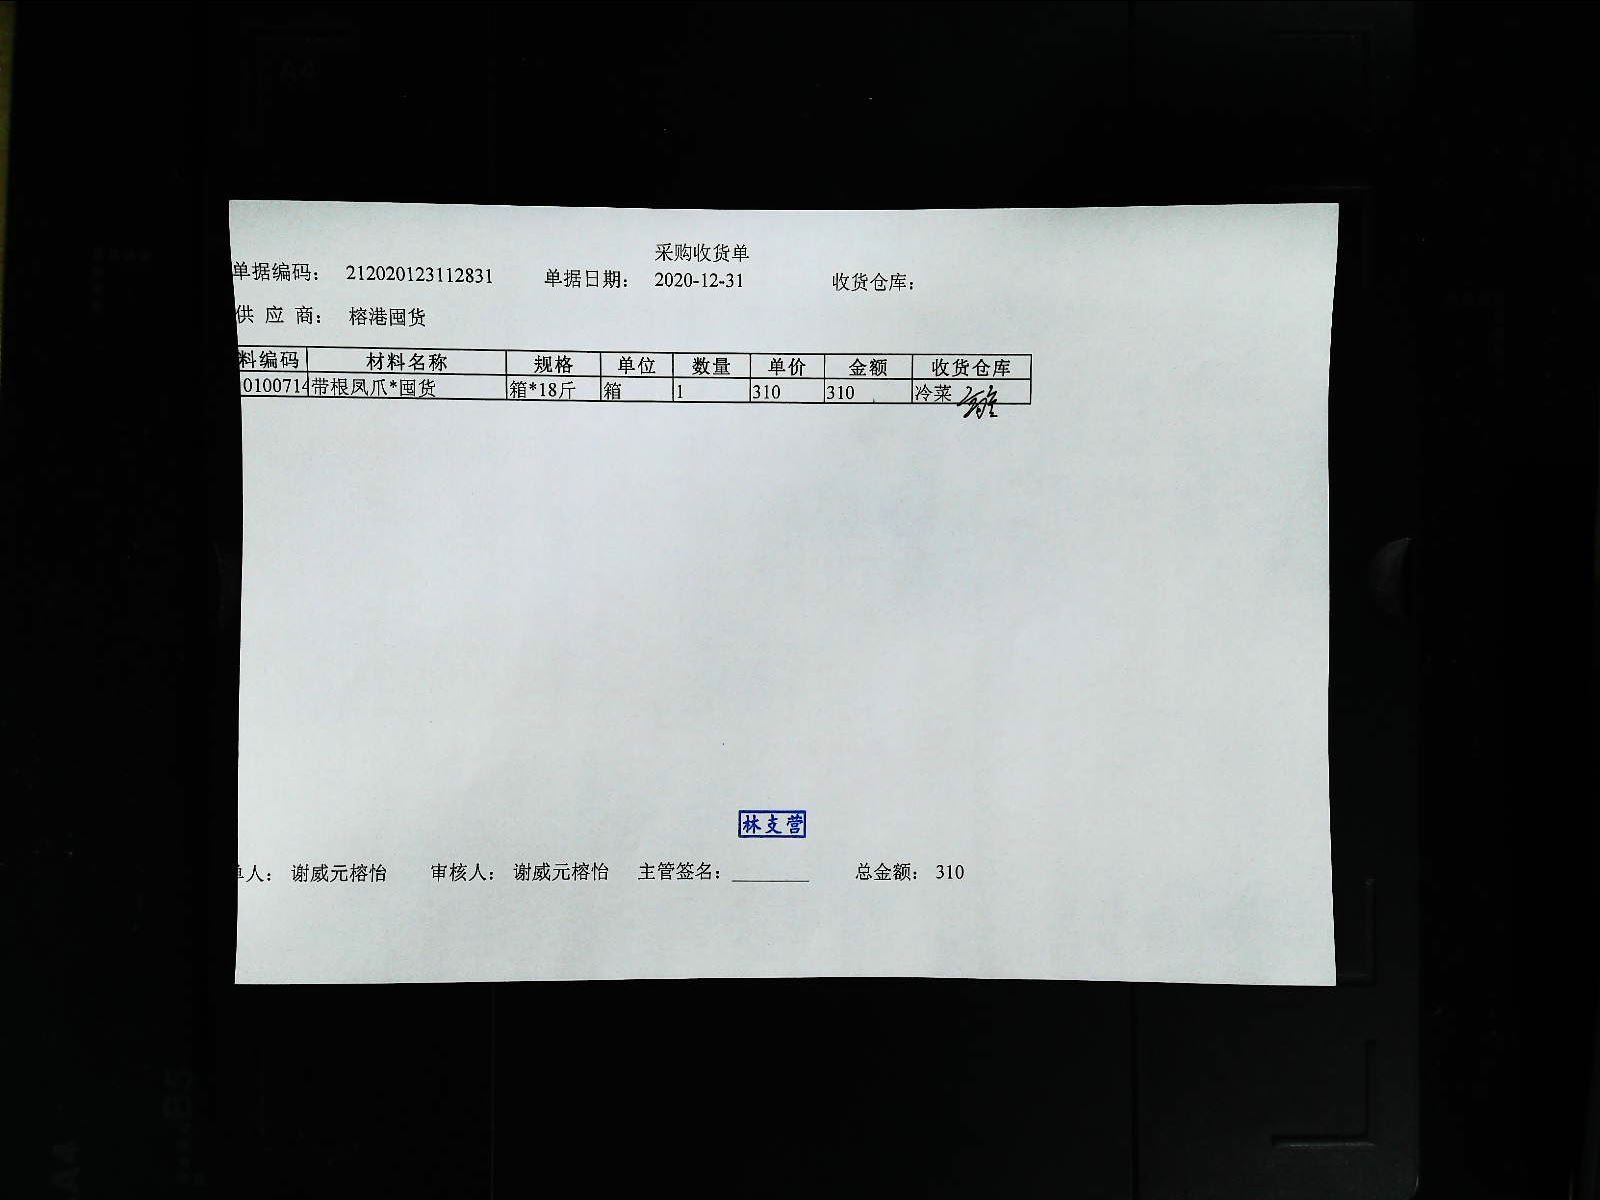 采购收货单
单据编码： 212020123112831 单据日期： 2020-12-31 收货仓库：
供 应 商： 榕港囤货
料编码 材料名称 规格 单位 数量 单价 金额 收货仓库
0100714 带根凤爪*囤货 箱*18斤 箱 1 310 310 冷菜
林支营
单人： 谢威元榕怡 审核人： 谢威元榕怡 主管签名： ________ 总金额： 310